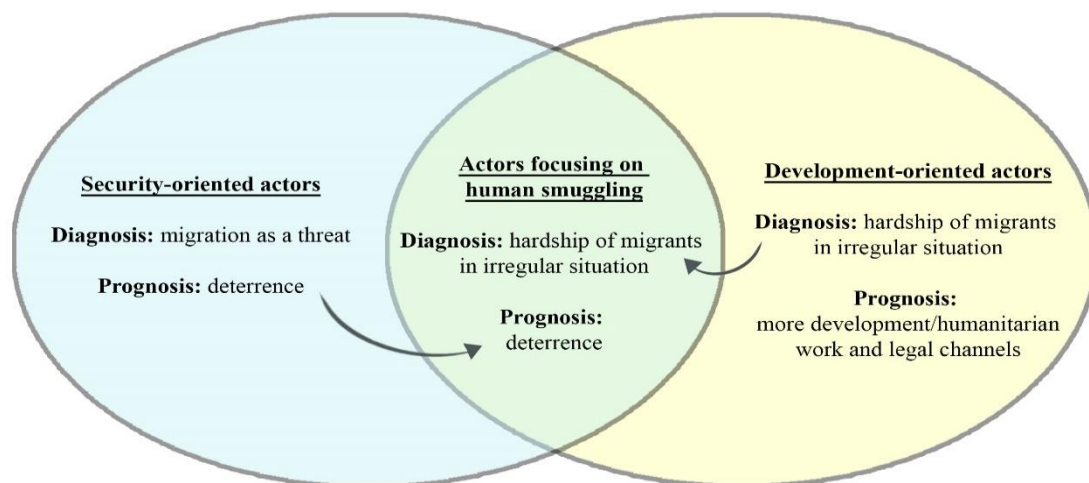 Security-oriented actors
Diagnosis: migration as a threat
Prognosis: deterrence
Actors focusing on
human smuggling
Diagnosis: hardship of migrants
in irregular situation
Prognosis:
deterrence
Development-oriented actors
Diagnosis: hardship of migrants
in irregular situation
Prognosis:
more development/humanitarian
work and legal channels